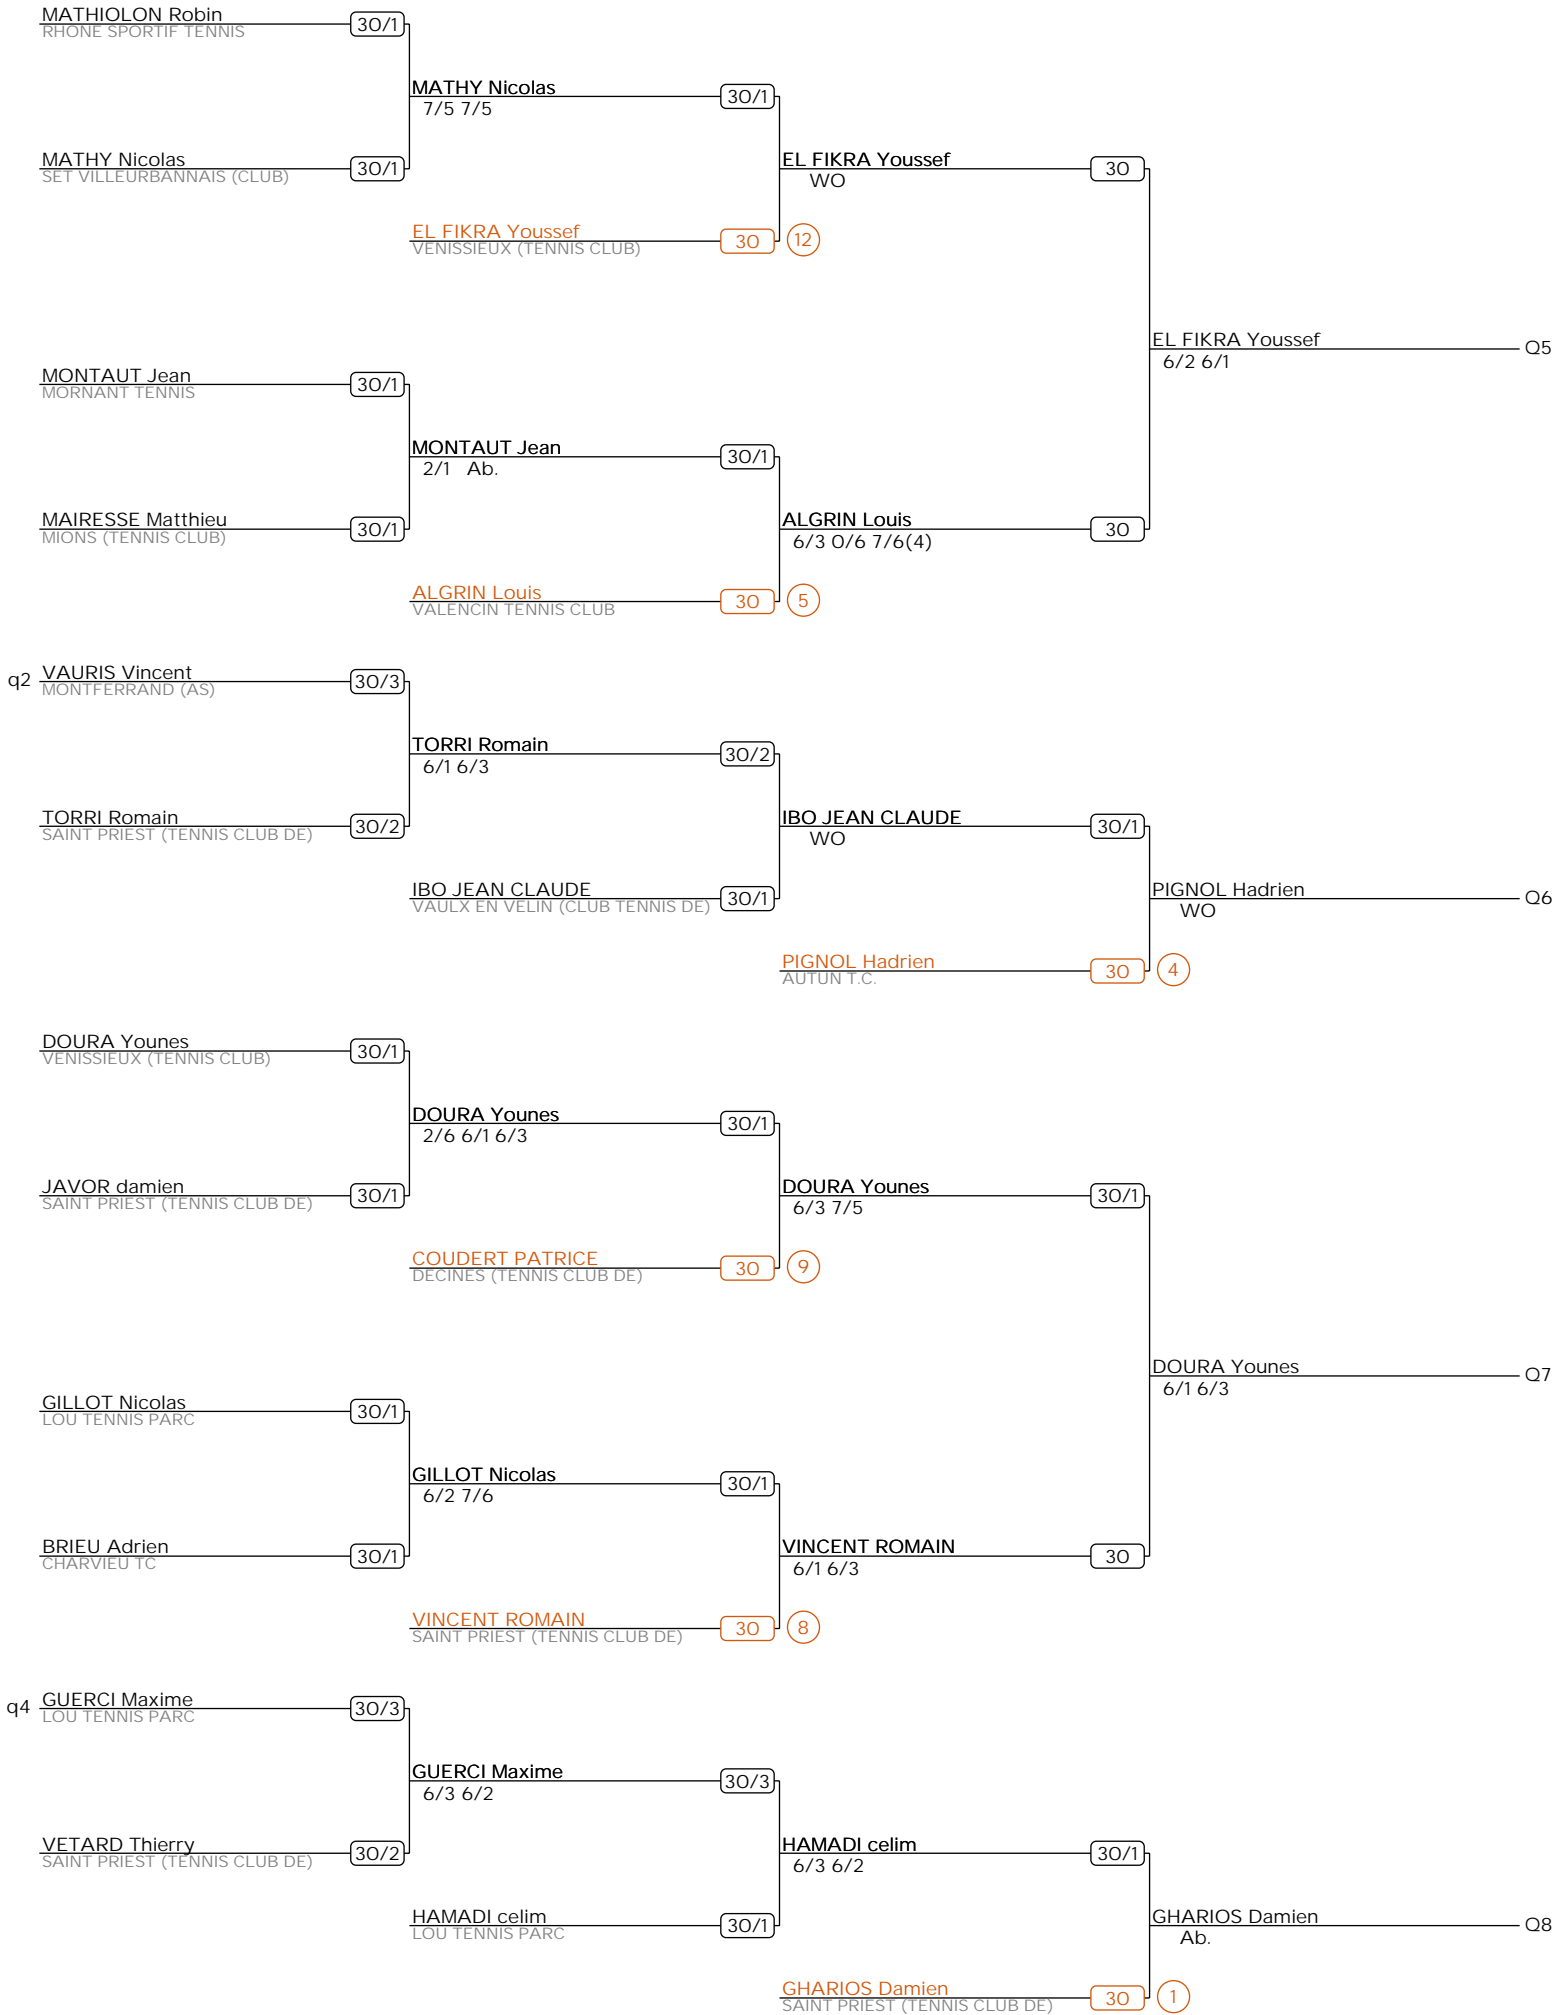 MATHIOLON Robin
RHONE SPORTIF TENNIS
30/1
MATHY Nicolas
7/5 7/5
30/1
MATHY Nicolas
SET VILLEURBANNAIS (CLUB)
30/1
EL FIKRA Youssef
WO
30
EL FIKRA Youssef
VENISSIEUX (TENNIS CLUB)
30
12
EL FIKRA Youssef
6/2 6/1
Q5
MONTAUT Jean
MORNANT TENNIS
30/1
MONTAUT Jean
2/1 Ab.
30/1
MAIRESSE Matthieu
MIONS (TENNIS CLUB)
30/1
ALGRIN Louis
6/3 0/6 7/6(4)
30
ALGRIN Louis
VALENCIN TENNIS CLUB
30
5
q2
VAURIS Vincent
MONTFERRAND (AS)
30/3
TORRI Romain
6/1 6/3
30/2
TORRI Romain
SAINT PRIEST (TENNIS CLUB DE)
30/2
IBO JEAN CLAUDE
WO
30/1
IBO JEAN CLAUDE
VAULX EN VELIN (CLUB TENNIS DE)
30/1
PIGNOL Hadrien
WO
Q6
PIGNOL Hadrien
AUTUN T.C.
30
4
DOURA Younes
VENISSIEUX (TENNIS CLUB)
30/1
DOURA Younes
2/6 6/1 6/3
30/1
JAVOR damien
SAINT PRIEST (TENNIS CLUB DE)
30/1
DOURA Younes
6/3 7/5
30/1
COUDERT PATRICE
DECINES (TENNIS CLUB DE)
30
9
DOURA Younes
6/1 6/3
Q7
GILLOT Nicolas
LOU TENNIS PARC
30/1
GILLOT Nicolas
6/2 7/6
30/1
BRIEU Adrien
CHARVIEU TC
30/1
VINCENT ROMAIN
6/1 6/3
30
VINCENT ROMAIN
SAINT PRIEST (TENNIS CLUB DE)
30
8
q4
GUERCI Maxime
LOU TENNIS PARC
30/3
GUERCI Maxime
6/3 6/2
30/3
VETARD Thierry
SAINT PRIEST (TENNIS CLUB DE)
30/2
HAMADI celim
6/3 6/2
30/1
HAMADI celim
LOU TENNIS PARC
30/1
GHARIOS Damien
Ab.
Q8
GHARIOS Damien
SAINT PRIEST (TENNIS CLUB DE)
30
1